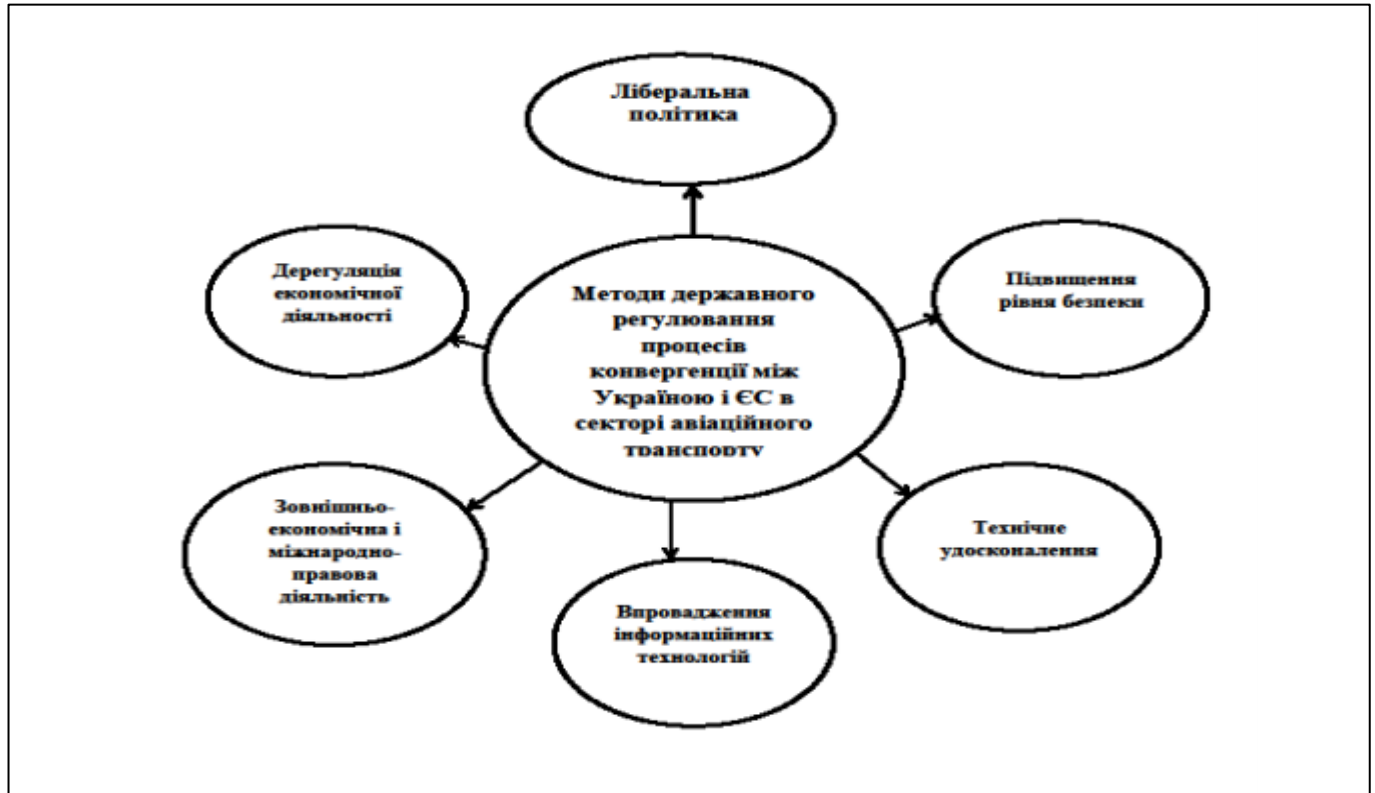 Ліберальна
політика
Дерегуляція
економічної
діяльності
Підвищення
рівня безпеки
Методи державного
регулювання
процесів
конвергенції між
Україною і ЄС в
секторі авіаційного
транспорту
Зовнішньо-
економічна і
міжнародно-
правова
діяльність
Технічне
удосконалення
Впровадження
інформаційних
технологій